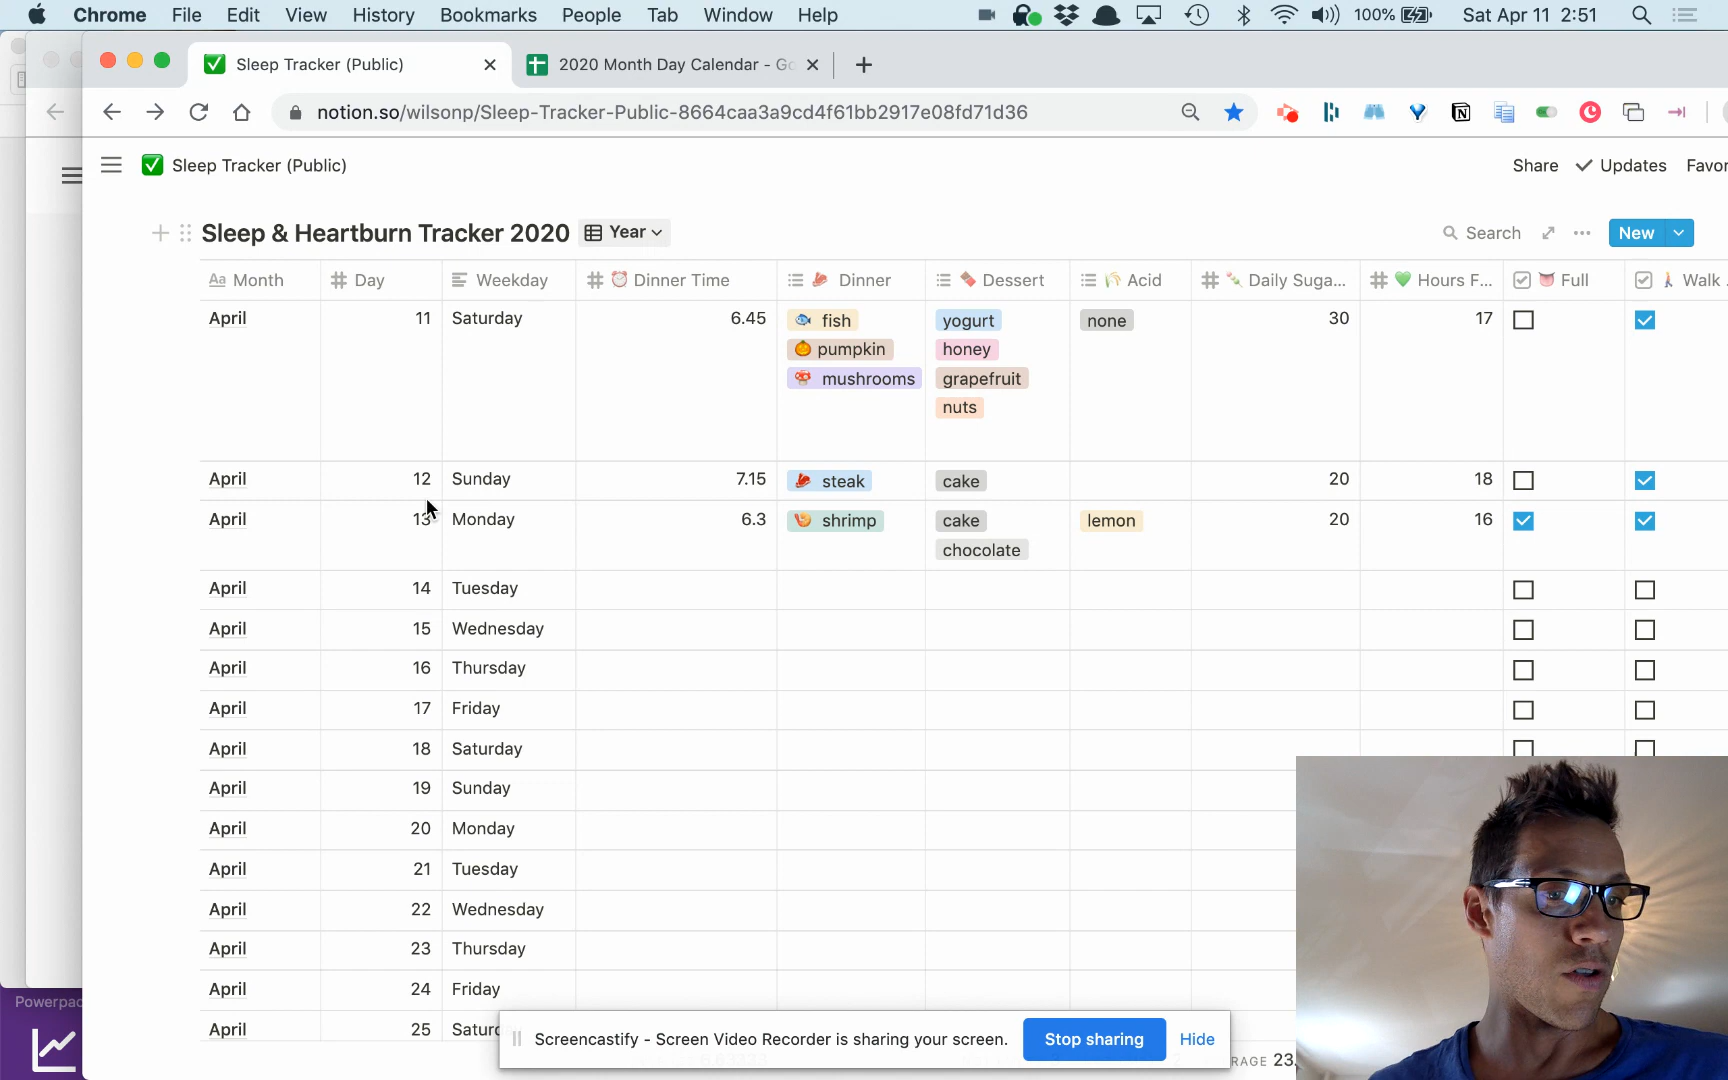 Chrome File Edit View History Bookmarks People Tab Window Help 100% Sat Apr 11 2:51
Sleep Tracker (Public) 2020 Month Day Calendar - Go
notion.so/wilsonp/Sleep-Tracker-Public-8664caa3a9cd4f61bb2917e08fd71d36
Sleep Tracker (Public) Share Updates Favor
Sleep & Heartburn Tracker 2020 Year Search New
Aa Month Day Weekday Dinner Time Dinner Dessert Acid Daily Suga... Hours F... Full Walk
April 11 Saturday 6.45 fish yogurt none 30 17
pumpkin honey
mushrooms grapefruit
nuts
April 12 Sunday 7.15 steak cake 20 18
April 13 Monday 6.3 shrimp cake lemon 20 16
chocolate
April 14 Tuesday
April 15 Wednesday
April 16 Thursday
April 17 Friday
April 18 Saturday
April 19 Sunday
April 20 Monday
April 21 Tuesday
April 22 Wednesday
April 23 Thursday
April 24 Friday
Powerpac
April 25 Saturd
Screencastify - Screen Video Recorder is sharing your screen. Stop sharing Hide
RAGE 23.